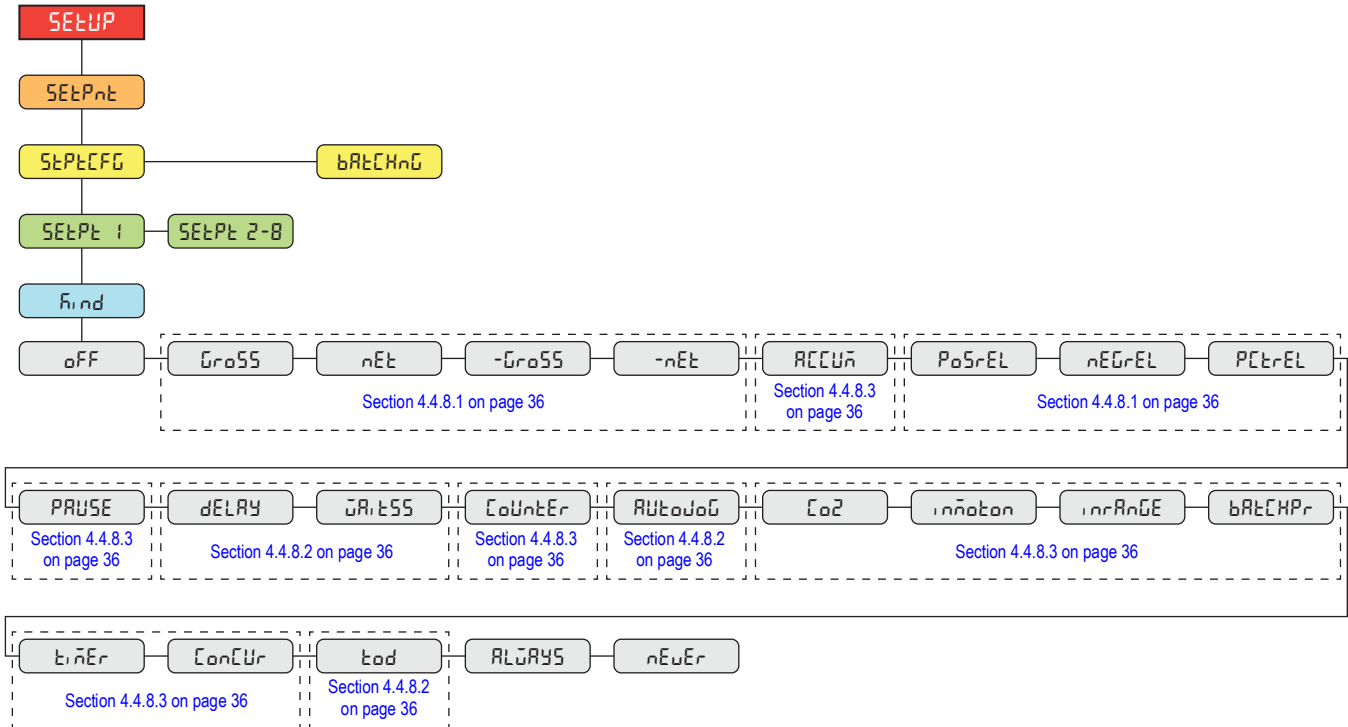 SEtUP
SEtPnt
StPtCFG bAtCHnG
SEtPt 1 SEtPt 2-8
kind
oFF GroSS nEt -GroSS -nEt ACCUm PoSrEL nEGrEL PCtrEL
Section 4.4.8.1 on page 36
Section 4.4.8.3
on page 36
Section 4.4.8.1 on page 36
PAUSE dELAY WAitSS CoUntEr AUtoJoG Co2 inmoton inrAnGE bAtCHPr
Section 4.4.8.3
on page 36
Section 4.4.8.2 on page 36
Section 4.4.8.3
on page 36
Section 4.4.8.2
on page 36
Section 4.4.8.3 on page 36
timEr ConCUr tod ALWAYS nEvEr
Section 4.4.8.3 on page 36
Section 4.4.8.2
on page 36